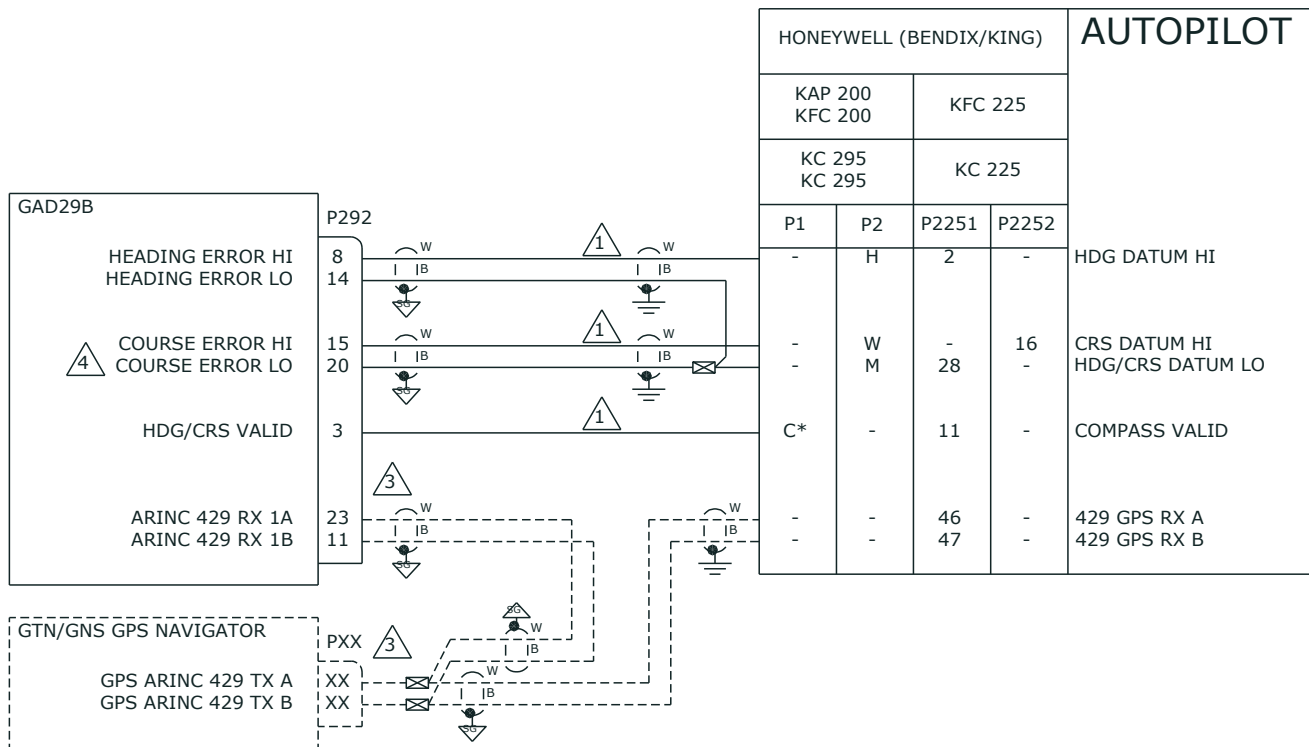 HONEYWELL (BENDIX/KING)
AUTOPILOT
KAP 200
KFC 200
KFC 225
KC 295
KC 295
KC 225
P1 P2 P2251 P2252
GAD29B
P292
HEADING ERROR HI 8 W 1 W - H 2 - HDG DATUM HI
HEADING ERROR LO 14 B B
SG
COURSE ERROR HI 15 W 1 W - W - 16 CRS DATUM HI
4 COURSE ERROR LO 20 B B - M 28 - HDG/CRS DATUM LO
SG
HDG/CRS VALID 3 1 C* - 11 - COMPASS VALID
3
ARINC 429 RX 1A 23 W W - - 46 - 429 GPS RX A
ARINC 429 RX 1B 11 B B - - 47 - 429 GPS RX B
SG
SG
GTN/GNS GPS NAVIGATOR
PXX 3
W
B
GPS ARINC 429 TX A XX W
GPS ARINC 429 TX B XX B
SG